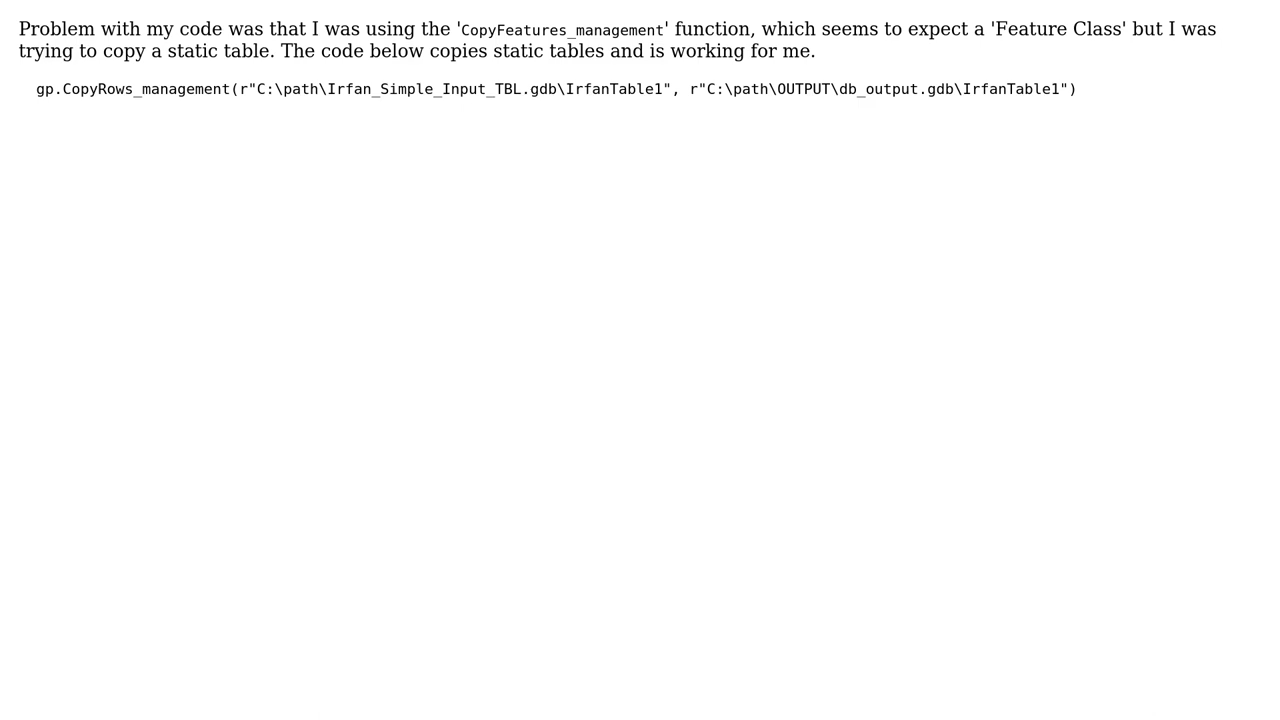 Problem with my code was that I was using the 'CopyFeatures_management' function, which seems to expect a 'Feature Class' but I was
trying to copy a static table. The code below copies static tables and is working for me.
gp.CopyRows_management(r"C:\path\Irfan_Simple_Input_TBL.gdb\IrfanTable1", r"C:\path\OUTPUT\db_output.gdb\IrfanTable1")